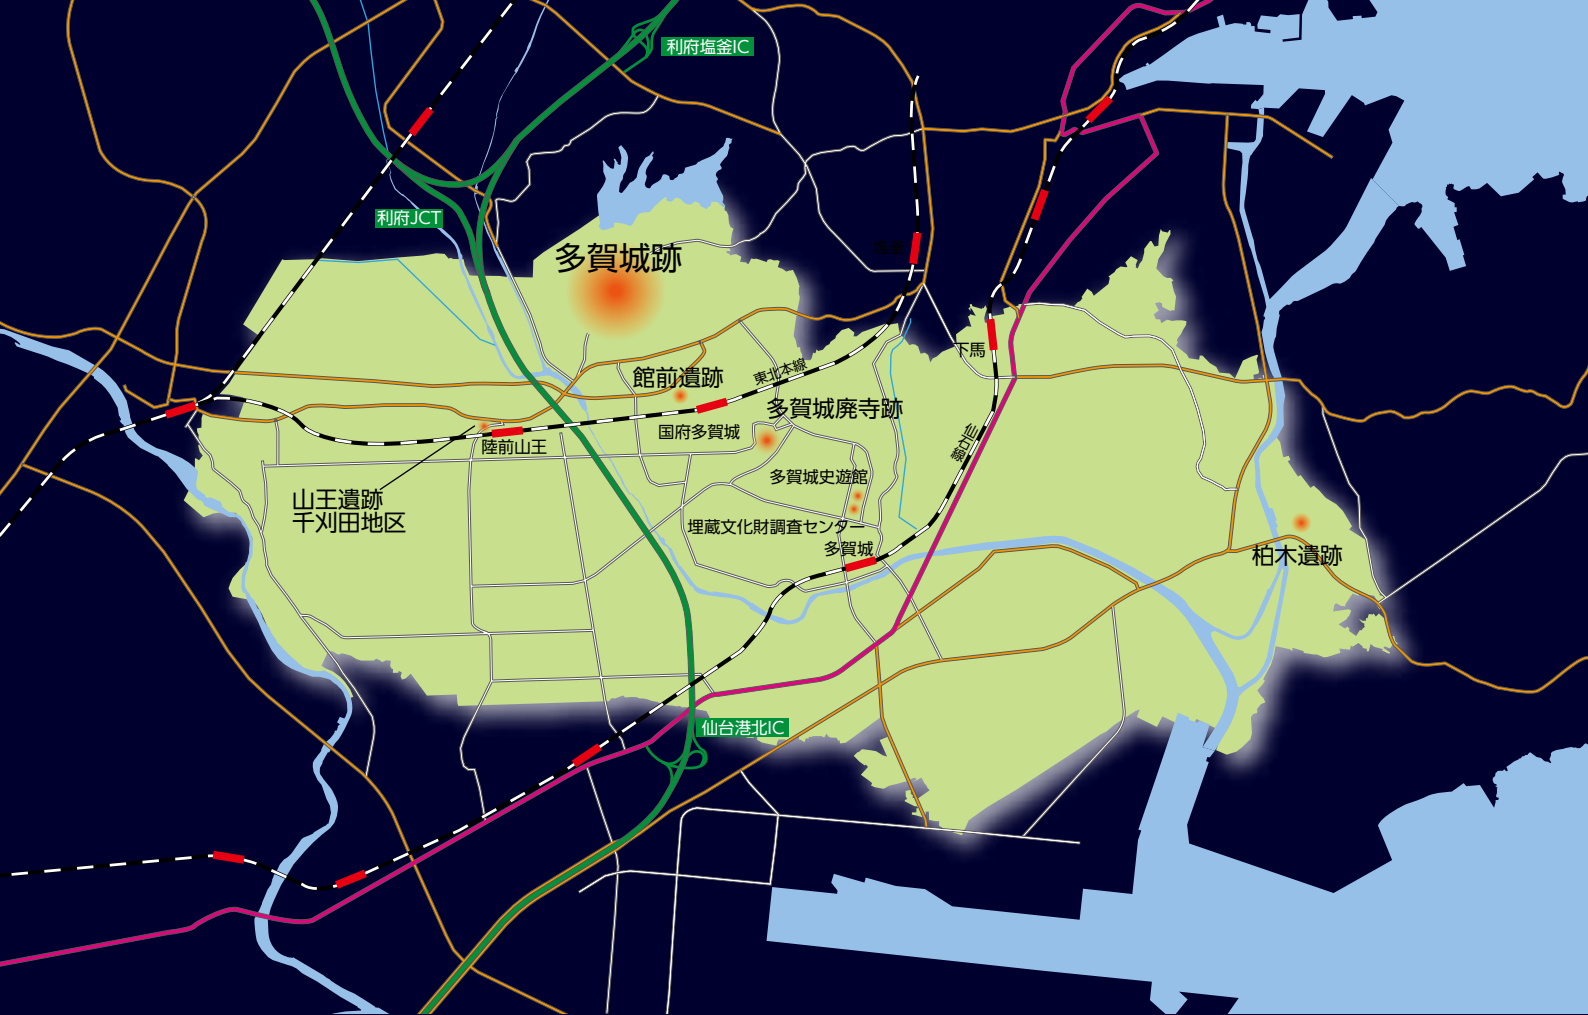 利府塩釜IC
利府JCT
多賀城跡
塩釜
下馬
東北本線
館前遺跡
多賀城廃寺跡
国府多賀城
陸前山王
仙石線
多賀城史遊館
山王遺跡
千刈田地区
埋蔵文化財調査センター
多賀城
柏木遺跡
仙台港北IC